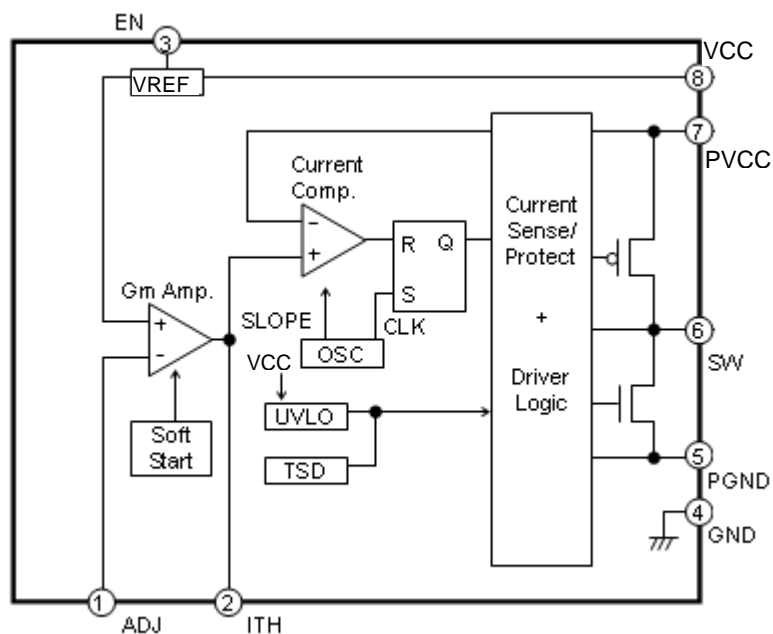 EN
3
VCC
VREF
8
7
PVCC
Current
Comp.
Current
Sense/
Protect
+
Driver
Logic
-
+
R Q
S
Gm Amp.
+
-
SLOPE
CLK
OSC
6
SW
VCC
UVLO
Soft
Start
TSD
5
PGND
4
GND
1
ADJ
2
ITH